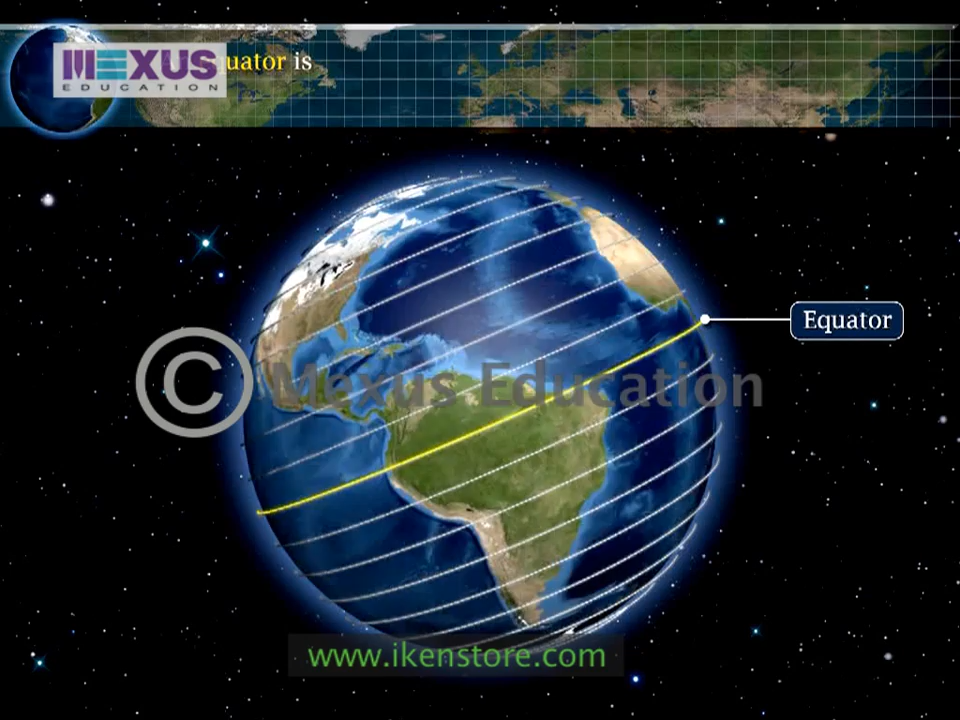 MEXUS
EDUCATION
uator is
Equator
© Mexus Education
www.ikenstore.com